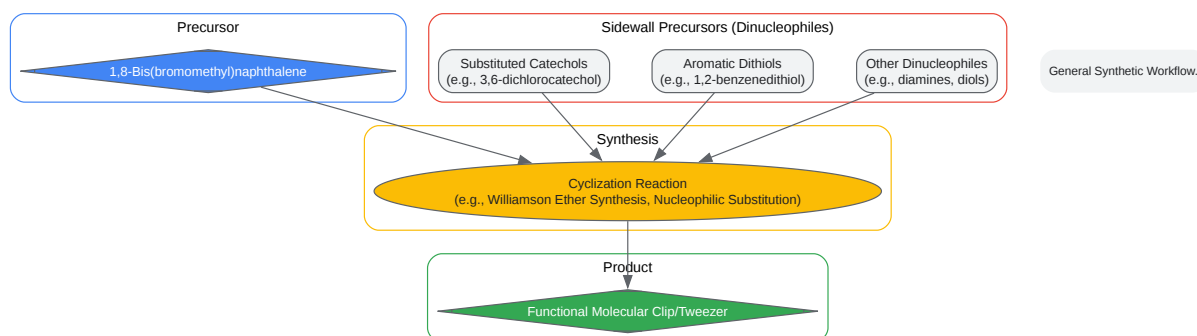 Precursor
1,8-Bis(bromomethyl)naphthalene
Sidewall Precursors (Dinucleophiles)
Substituted Catechols
(e.g., 3,6-dichlorocatechol)
Aromatic Dithiols
(e.g., 1,2-benzenedithiol)
Other Dinucleophiles
(e.g., diamines, diols)
General Synthetic Workflow.
Synthesis
Cyclization Reaction
(e.g., Williamson Ether Synthesis, Nucleophilic Substitution)
Product
Functional Molecular Clip/Tweezer